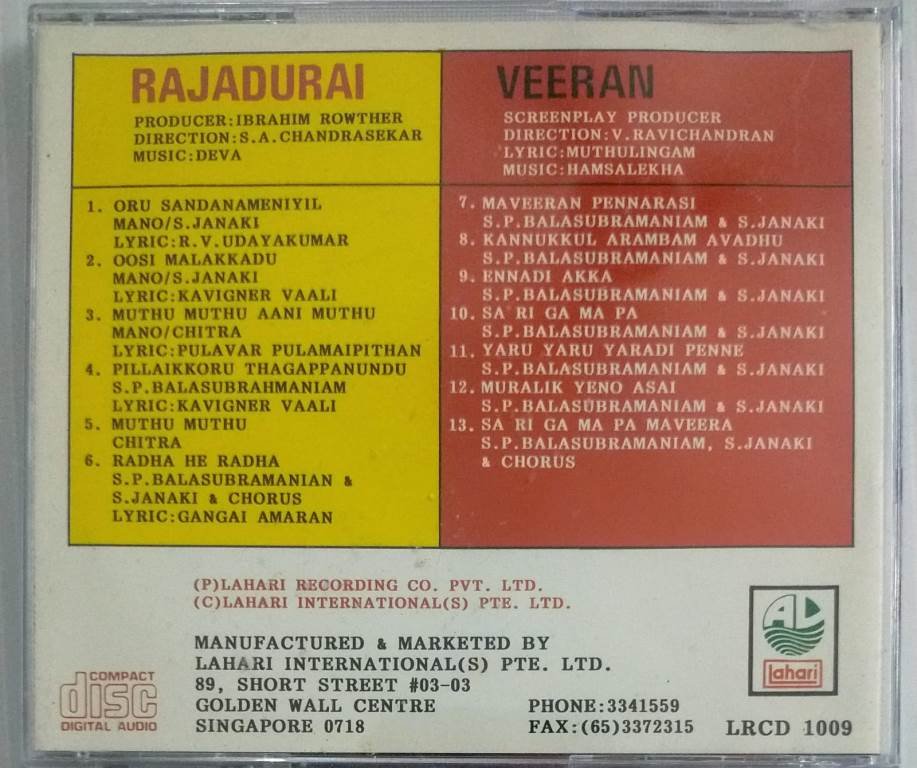 RAJADURAI
PRODUCER:IBRAHIM ROWTHER
DIRECTION:S.A.CHANDRASEKAR
MUSIC:DEVA
1. ORU SANDANAMENIYIL
MANO/S.JANAKI
LYRIC:R.V.UDAYAKUMAR
2. OOSI MALAKKADU
MANO/S.JANAKI
LYRIC:KAVIGNER VAALI
3. MUTHU MUTHU AANI MUTHU
MANO/CHITRA
LYRIC:PULAVAR PULAMAIPITHAN
4. PILLAIKKORU THAGAPPANUNDU
S.P.BALASUBRAHMANIAM
LYRIC:KAVIGNER VAALI
5. MUTHU MUTHU
CHITRA
6. RADHA HE RADHA
S.P.BALASUBRAMANIAN &
S.JANAKI & CHORUS
LYRIC:GANGAI AMARAN
VEERAN
SCREENPLAY PRODUCER
DIRECTION:V.RAVICHANDRAN
LYRIC:MUTHULINGAM
MUSIC:HAMSALEKHA
7. MAVEERAN PENNARASI
S.P.BALASUBRAMANIAM & S.JANAKI
8. KANNUKKUL ARAMBAM AVADHU
S.P.BALASUBRAMANIAM & S.JANAKI
9. ENNADI AKKA
S.P.BALASUBRAMANIAM & S.JANAKI
10. SA RI GA MA PA
S.P.BALASUBRAMANIAM & S.JANAKI
11. YARU YARU YARADI PENNE
S.P.BALASUBRAMANIAM & S.JANAKI
12. MURALIK YENO ASAI
S.P.BALASUBRAMANIAM & S.JANAKI
13. SA RI GA MA PA MAVEERA
S.P.BALASUBRAMANIAM, S.JANAKI
& CHORUS
(P)LAHARI RECORDING CO. PVT. LTD.
(C)LAHARI INTERNATIONAL(S) PTE. LTD.
MANUFACTURED & MARKETED BY
LAHARI INTERNATIONAL(S) PTE. LTD.
89, SHORT STREET #03-03
GOLDEN WALL CENTRE
SINGAPORE 0718
PHONE:3341559
FAX:(65)3372315
COMPACT
disc
DIGITAL AUDIO
lahari
LRCD 1009